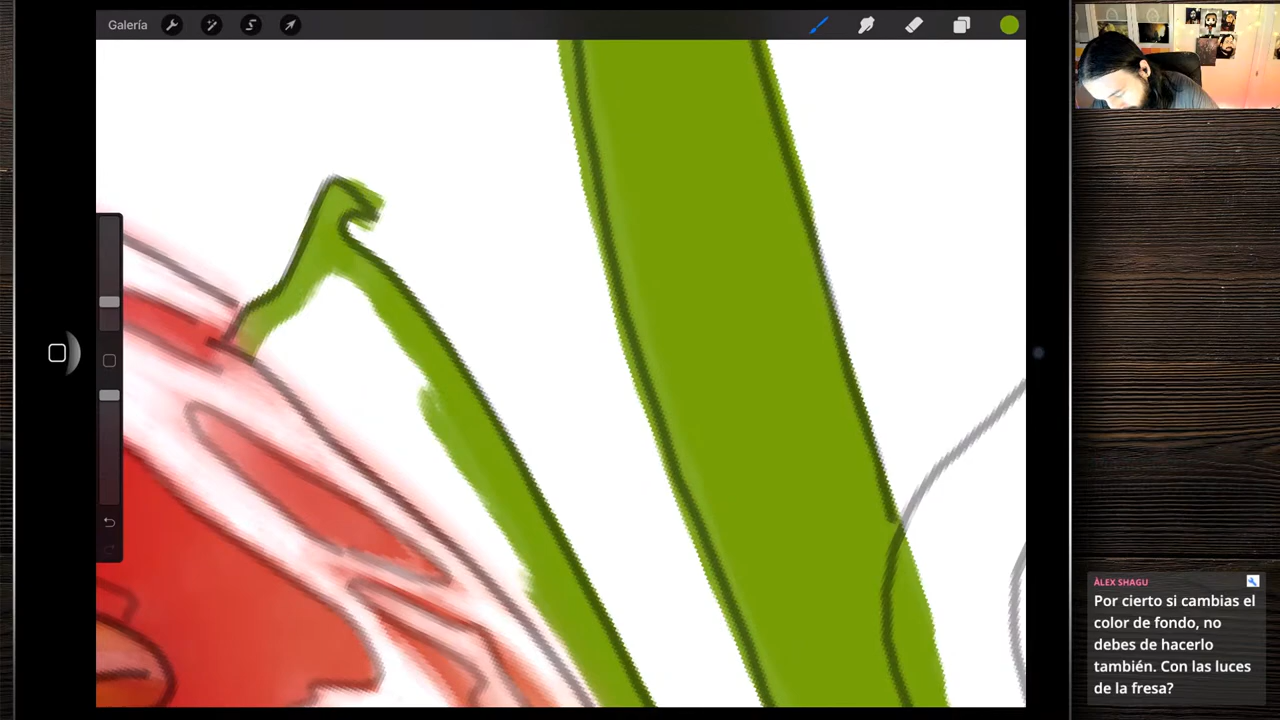 Galería
ÀLEX SHAGU
Por cierto si cambias el
color de fondo, no
debes de hacerlo
también. Con las luces
de la fresa?